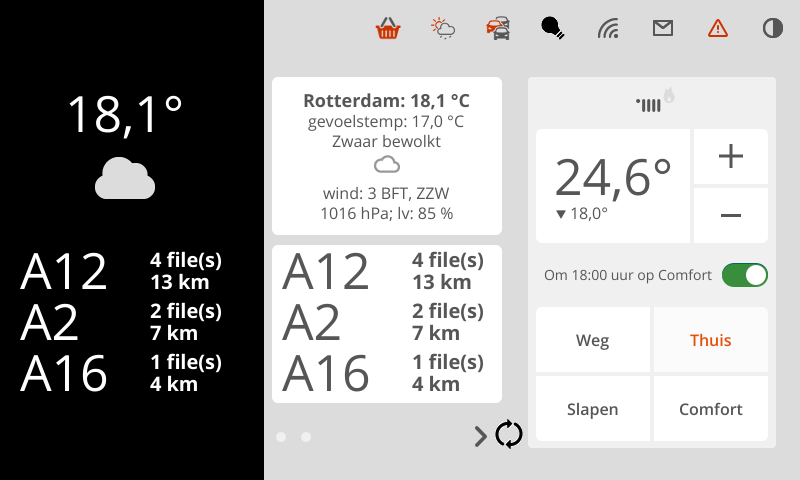 18,1°
A12 4 file(s)
13 km
A2 2 file(s)
7 km
A16 1 file(s)
4 km
Rotterdam: 18,1 °C
gevoelstemp: 17,0 °C
Zwaar bewolkt
wind: 3 BFT, ZZW
1016 hPa; lv: 85 %
A12 4 file(s)
13 km
A2 2 file(s)
7 km
A16 1 file(s)
4 km
24,6°
▼ 18,0°
+
−
Om 18:00 uur op Comfort
Weg
Thuis
Slapen
Comfort